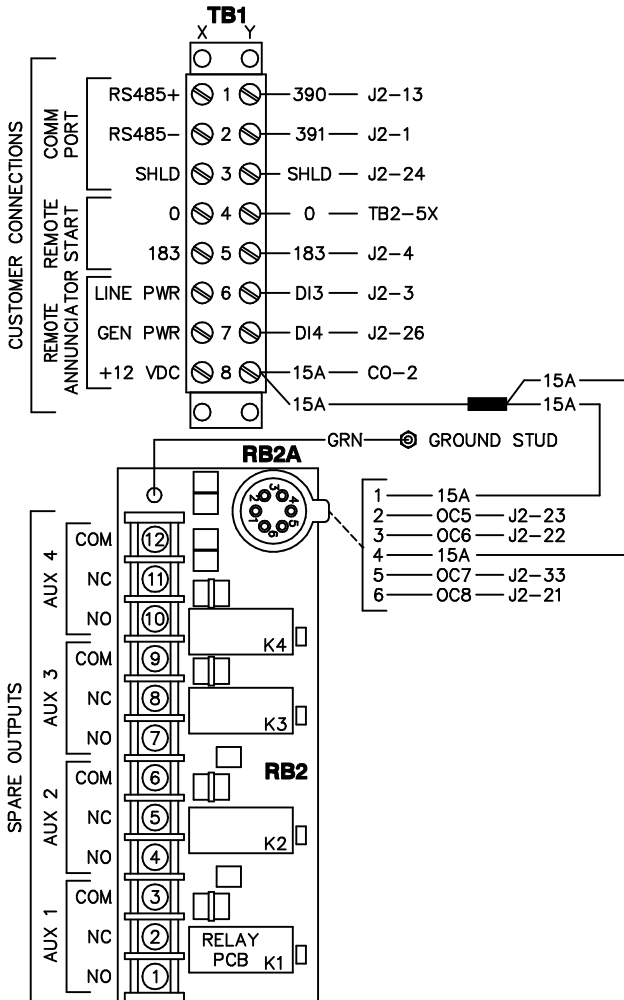 TB1
X Y
CUSTOMER CONNECTIONS
COMM PORT
RS485+ 1 390 J2-13
RS485- 2 391 J2-1
SHLD 3 SHLD J2-24
REMOTE START
0 4 0 TB2-5X
183 5 183 J2-4
REMOTE ANNUNCIATOR
LINE PWR 6 DI3 J2-3
GEN PWR 7 DI4 J2-26
+12 VDC 8 15A CO-2
15A
15A
15A
GRN GROUND STUD
RB2A
1 2 3 4 5 6
1 15A
2 OC5 J2-23
3 OC6 J2-22
4 15A
5 OC7 J2-33
6 OC8 J2-21
SPARE OUTPUTS
AUX 4
COM 12
NC 11
NO 10
K4
AUX 3
COM 9
NC 8
NO 7
K3
RB2
AUX 2
COM 6
NC 5
NO 4
K2
AUX 1
COM 3
NC 2
NO 1
RELAY
PCB K1